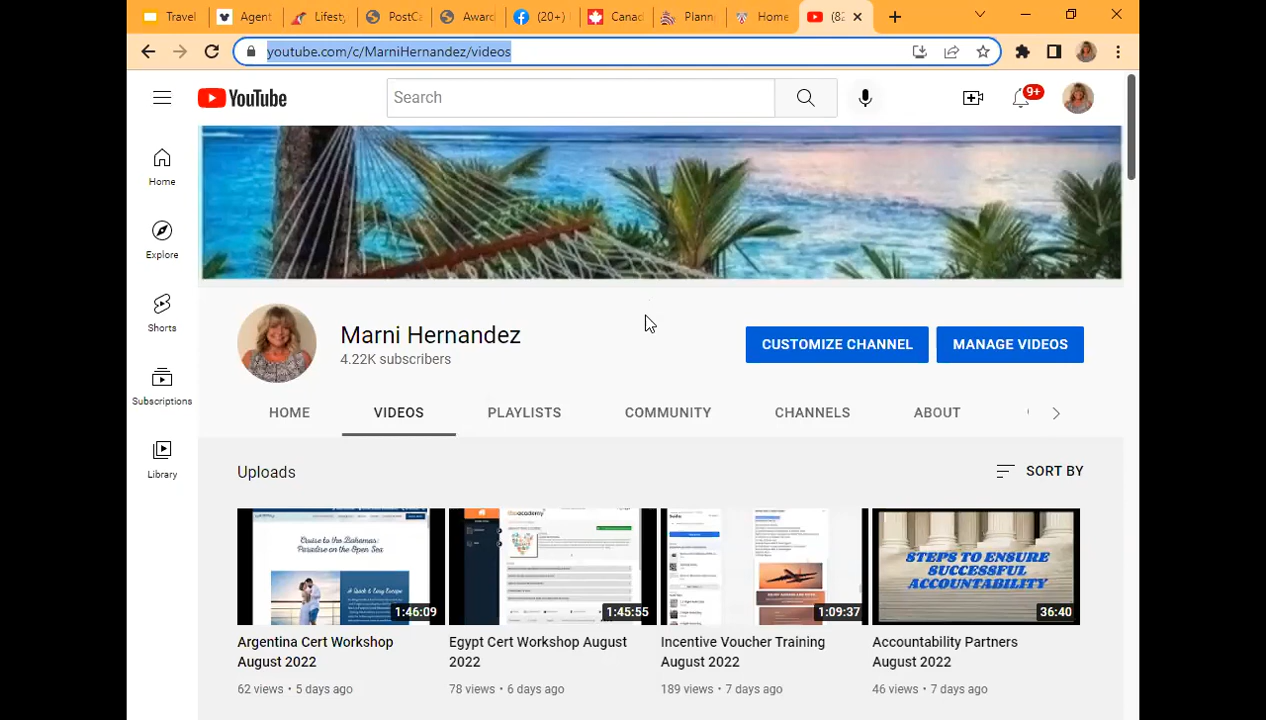 Travel
Agent
Lifesty
PostCa
Award
(20+)
Canad
Plann
Home
(82
youtube.com/c/MarniHernandez/videos
YouTube
Search
9+
Home
Explore
Shorts
Subscriptions
Library
Marni Hernandez
4.22K subscribers
CUSTOMIZE CHANNEL
MANAGE VIDEOS
HOME VIDEOS PLAYLISTS COMMUNITY CHANNELS ABOUT
Uploads
SORT BY
Cruise to the Bahamas:
Paradise on the Open Sea
A Quick & Easy Escape
1:46:09
academy
1:45:55
1:09:37
STEPS TO ENSURE
SUCCESSFUL
ACCOUNTABILITY
36:40
Argentina Cert Workshop
August 2022
62 views • 5 days ago
Egypt Cert Workshop August
2022
78 views • 6 days ago
Incentive Voucher Training
August 2022
189 views • 7 days ago
Accountability Partners
August 2022
46 views • 7 days ago